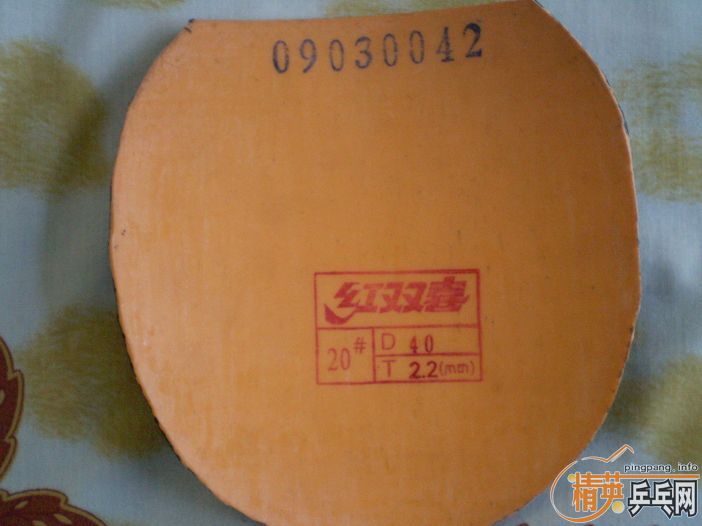 09030042
红双喜
20# D 40
T 2.2(mm)
pingpang.info
精英乒乓网